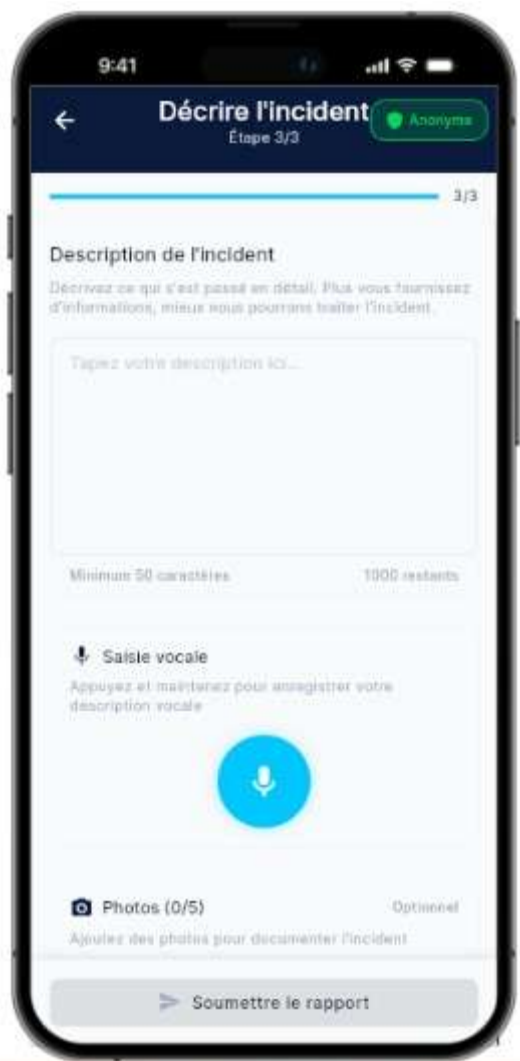 9:41
Décrire l'incident
Étape 3/3
Anonyme
3/3
Description de l'incident
Décrivez ce qui s'est passé en détail. Plus vous fournissez
d'informations, mieux nous pourrons traiter l'incident.
Tapez votre description ici...
Minimum 50 caractères
1000 restants
Saisie vocale
Appuyez et maintenez pour enregistrer votre
description vocale
Photos (0/5)
Optionnel
Ajoutez des photos pour documenter l'incident
Soumettre le rapport